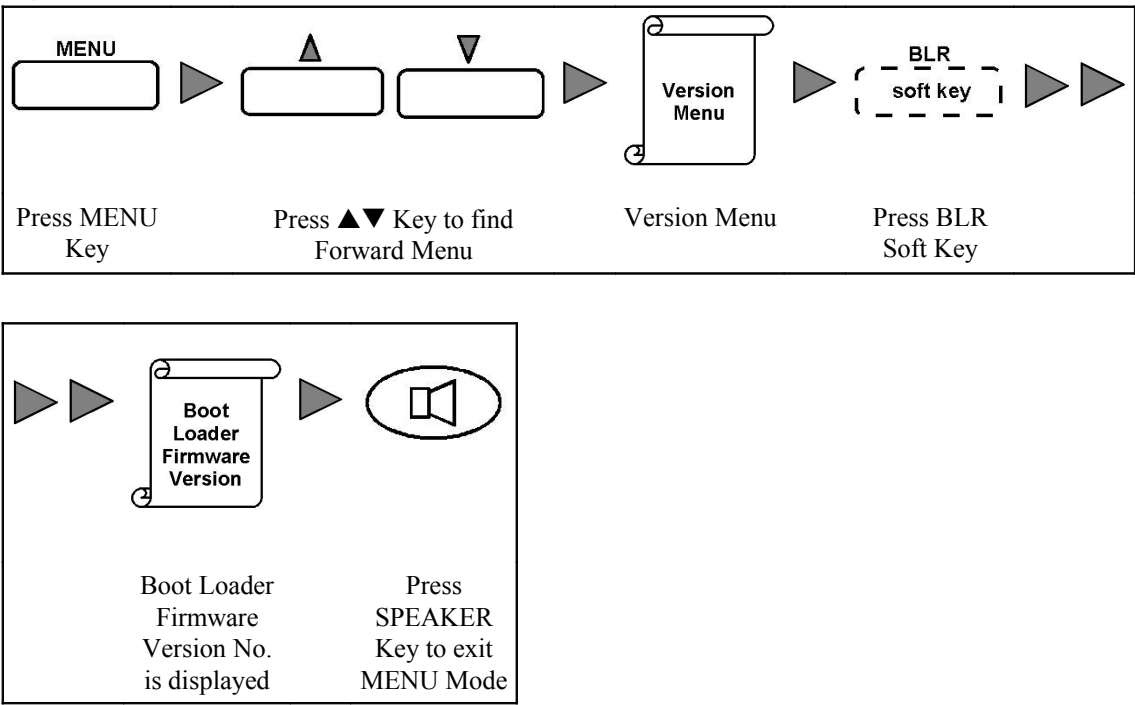 MENU
Version
Menu
BLR
soft key
Press MENU
Key
Press ▲▼ Key to find
Forward Menu
Version Menu
Press BLR
Soft Key
Boot
Loader
Firmware
Version
Boot Loader
Firmware
Version No.
is displayed
Press
SPEAKER
Key to exit
MENU Mode